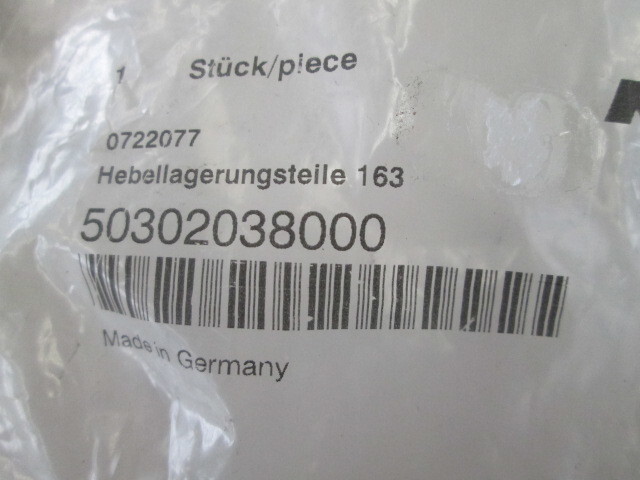 1 Stück/piece
0722077
Hebellagerungsteile 163
50302038000
Made in Germany